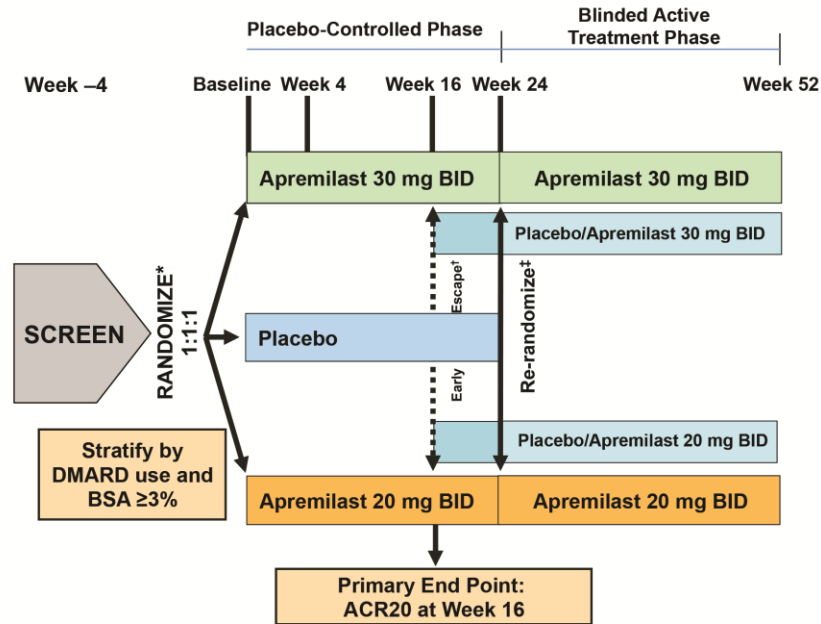 Placebo-Controlled Phase
Blinded Active
Treatment Phase
Week –4
Baseline
Week 4
Week 16
Week 24
Week 52
Apremilast 30 mg BID
Apremilast 30 mg BID
Placebo/Apremilast 30 mg BID
SCREEN
RANDOMIZE*
1:1:1
Placebo
Early
Escape†
Re-randomize‡
Placebo/Apremilast 20 mg BID
Stratify by
DMARD use and
BSA ≥3%
Apremilast 20 mg BID
Apremilast 20 mg BID
Primary End Point:
ACR20 at Week 16